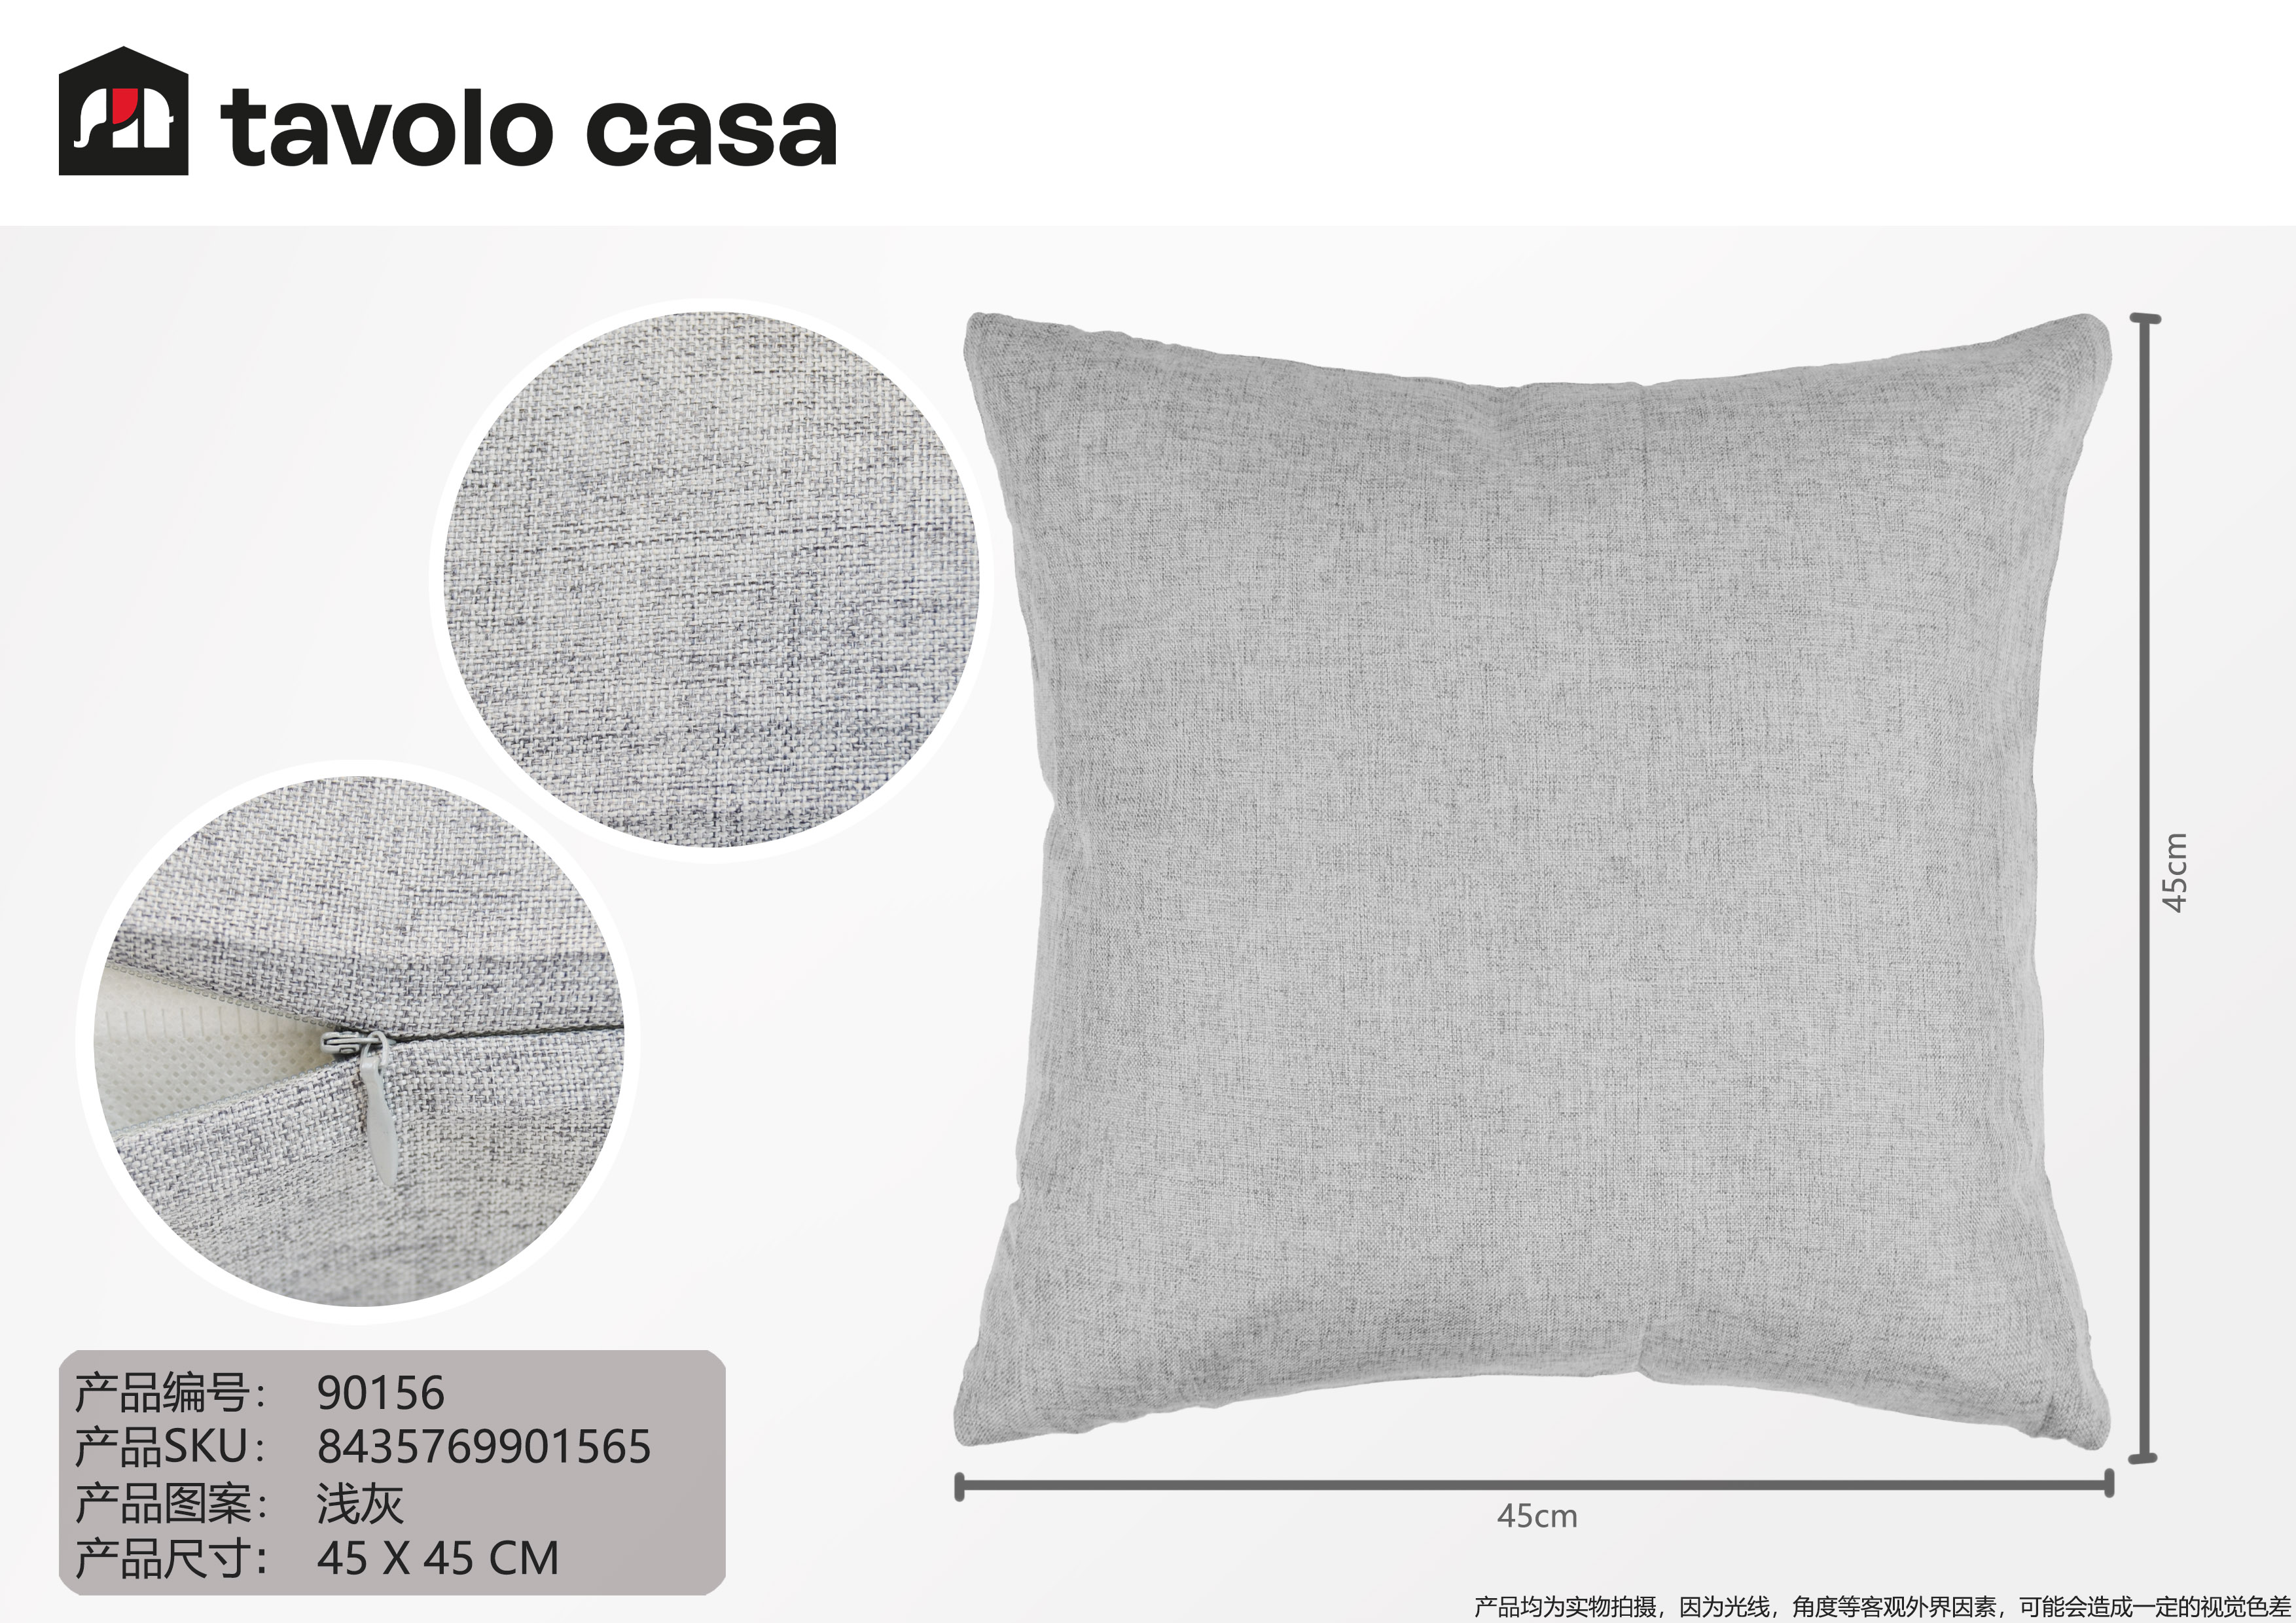 tavolo casa
45cm
45cm
产品编号： 90156
产品SKU： 8435769901565
产品图案： 浅灰
产品尺寸： 45 X 45 CM
产品均为实物拍摄，因为光线，角度等客观外界因素，可能会造成一定的视觉色差